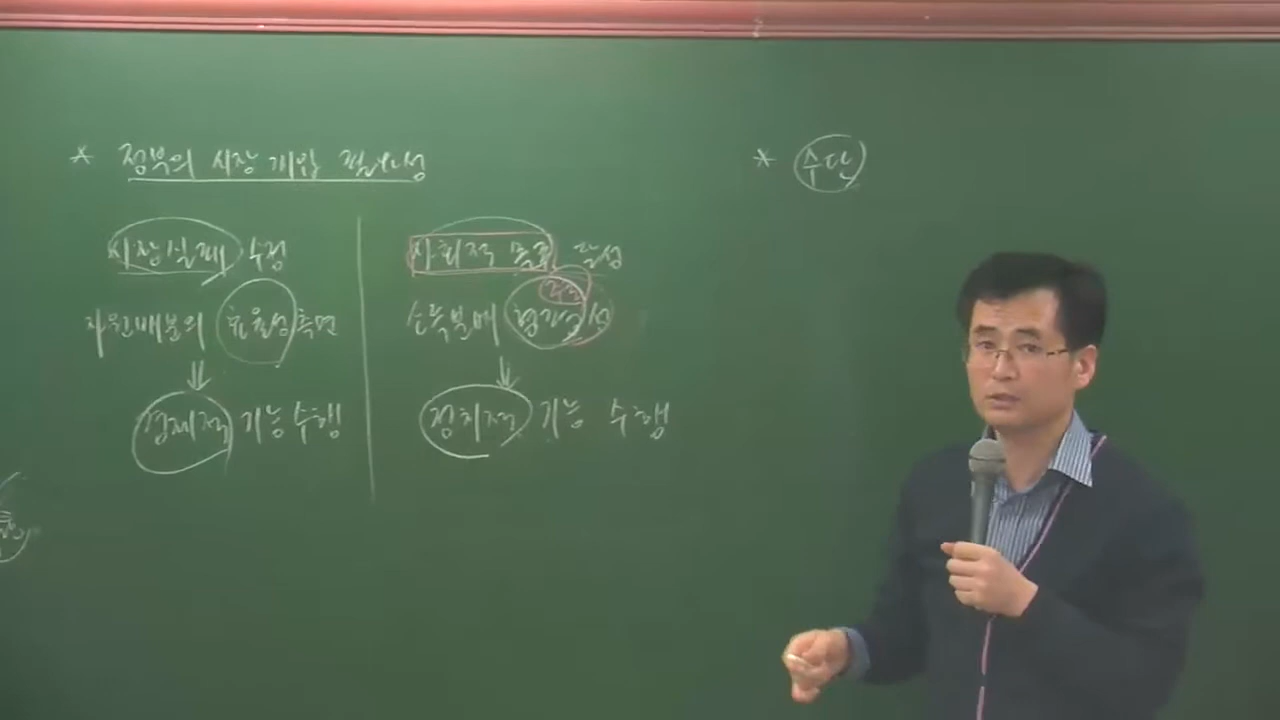 * 정부의 시장 개입 필요성
시장실패 수정
자원배분의 효율성 측면
⇓
경제적 기능수행
사회적 목표 달성
소득분배 형평성
⇓
정치적 기능 수행
* 수단